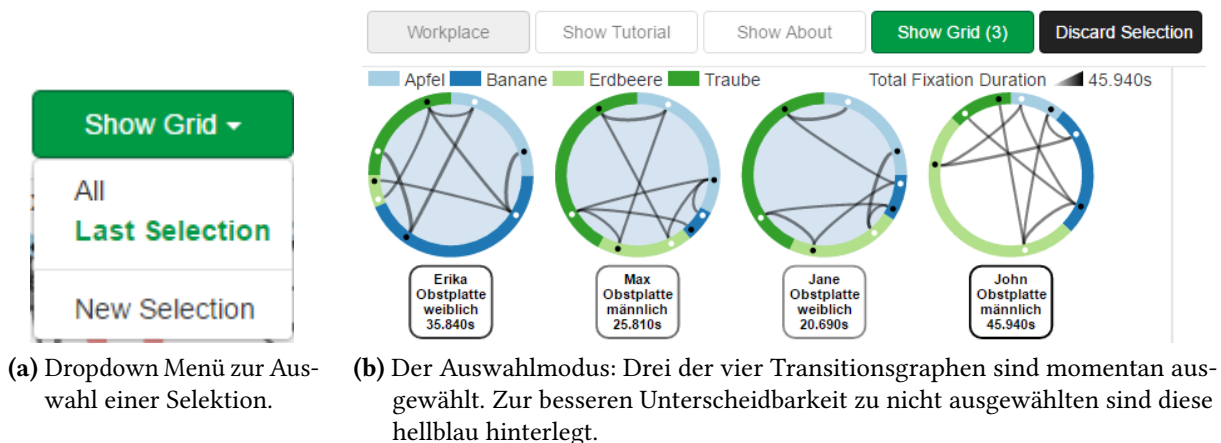 Show Grid
All
Last Selection
New Selection
(a) Dropdown Menü zur Aus-
wahl einer Selektion.
Workplace
Show Tutorial
Show About
Show Grid (3)
Discard Selection
Apfel Banane Erdbeere Traube
Total Fixation Duration 45.940s
Erika
Obstplatte
weiblich
35.840s
Max
Obstplatte
männlich
25.810s
Jane
Obstplatte
weiblich
20.690s
John
Obstplatte
männlich
45.940s
(b) Der Auswahlmodus: Drei der vier Transitionsgraphen sind momentan aus-
gewählt. Zur besseren Unterscheidbarkeit zu nicht ausgewählten sind diese
hellblau hinterlegt.